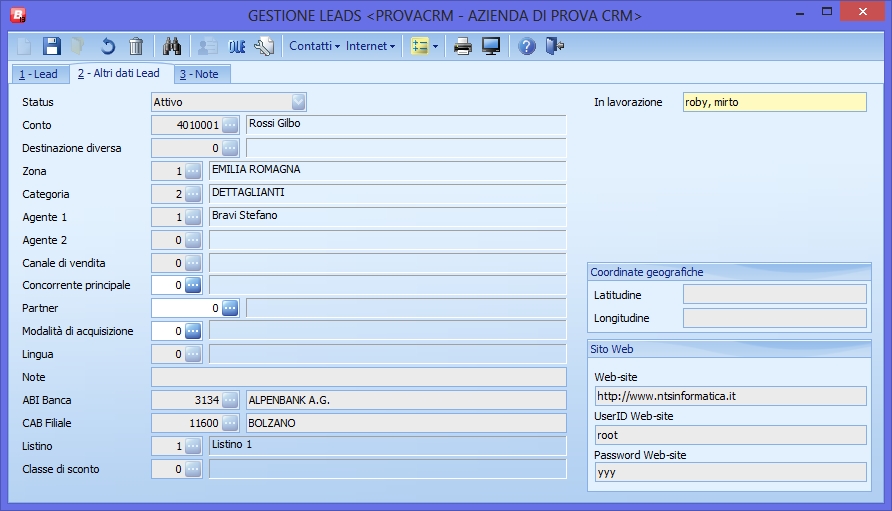 GESTIONE LEADS <PROVACRM - AZIENDA DI PROVA CRM>
OLE Contatti Internet
1 - Lead 2 - Altri dati Lead 3 - Note
Status Attivo
In lavorazione roby, mirto
Conto 4010001 ... Rossi Gilbo
Destinazione diversa 0 ...
Zona 1 ... EMILIA ROMAGNA
Categoria 2 ... DETTAGLIANTI
Agente 1 1 ... Bravi Stefano
Agente 2 0 ...
Canale di vendita 0 ...
Concorrente principale 0 ...
Partner 0 ...
Modalità di acquisizione 0 ...
Lingua 0 ...
Note
ABI Banca 3134 ... ALPENBANK A.G.
CAB Filiale 11600 ... BOLZANO
Listino 1 ... Listino 1
Classe di sconto 0 ...
Coordinate geografiche
Latitudine
Longitudine
Sito Web
Web-site
http://www.ntsinformatica.it
UserID Web-site
root
Password Web-site
yyy